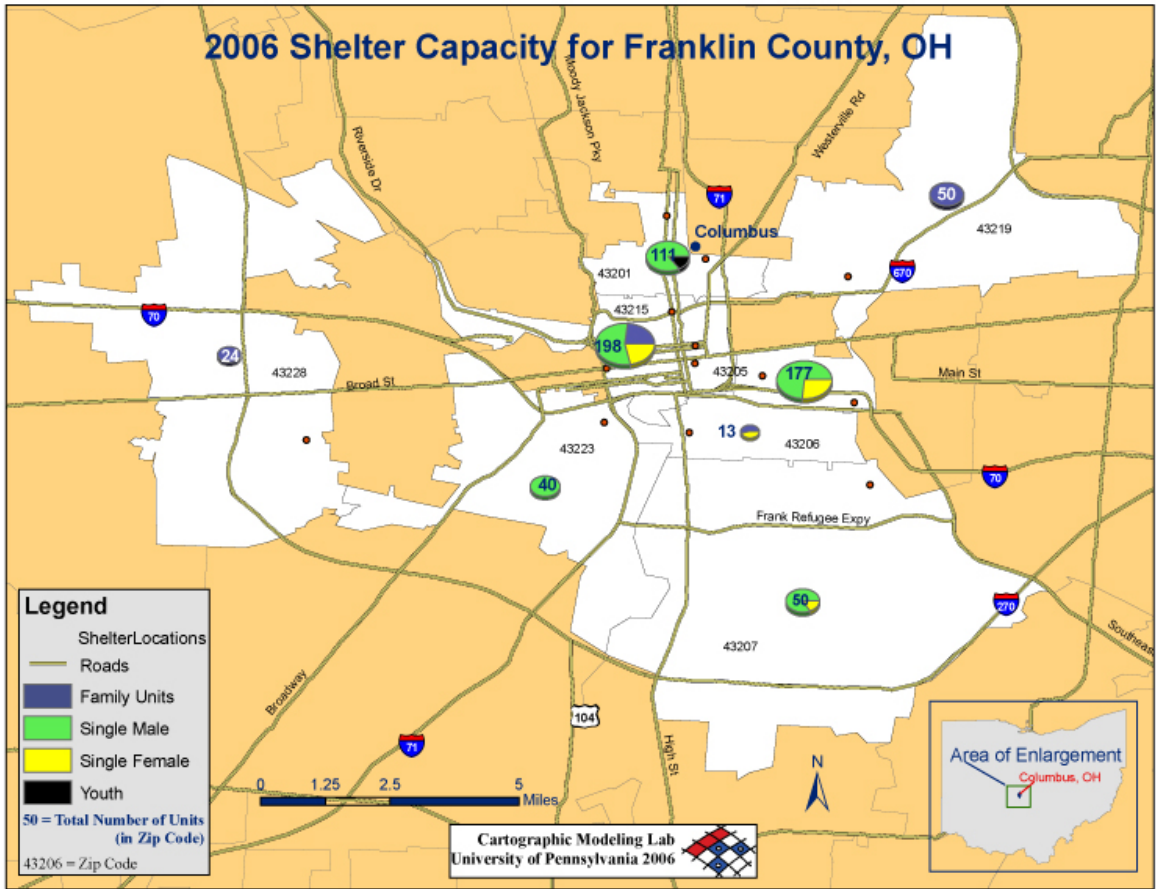 2006 Shelter Capacity for Franklin County, OH
Moody Jackson Pky
Riverside Dr
Westerville Rd
71
50
Columbus
43219
111
43201
670
70
43215
198
24
43228
Broad St
43205
177
Main St
13
43206
43223
40
70
Frank Refugee Expy
50
270
43207
Southeas
Broadway
104
71
High St
Legend
ShelterLocations
Roads
Family Units
Single Male
Single Female
Youth
50 = Total Number of Units
(in Zip Code)
43206 = Zip Code
0 1.25 2.5 5
Miles
N
Area of Enlargement
Columbus, OH
Cartographic Modeling Lab
University of Pennsylvania 2006